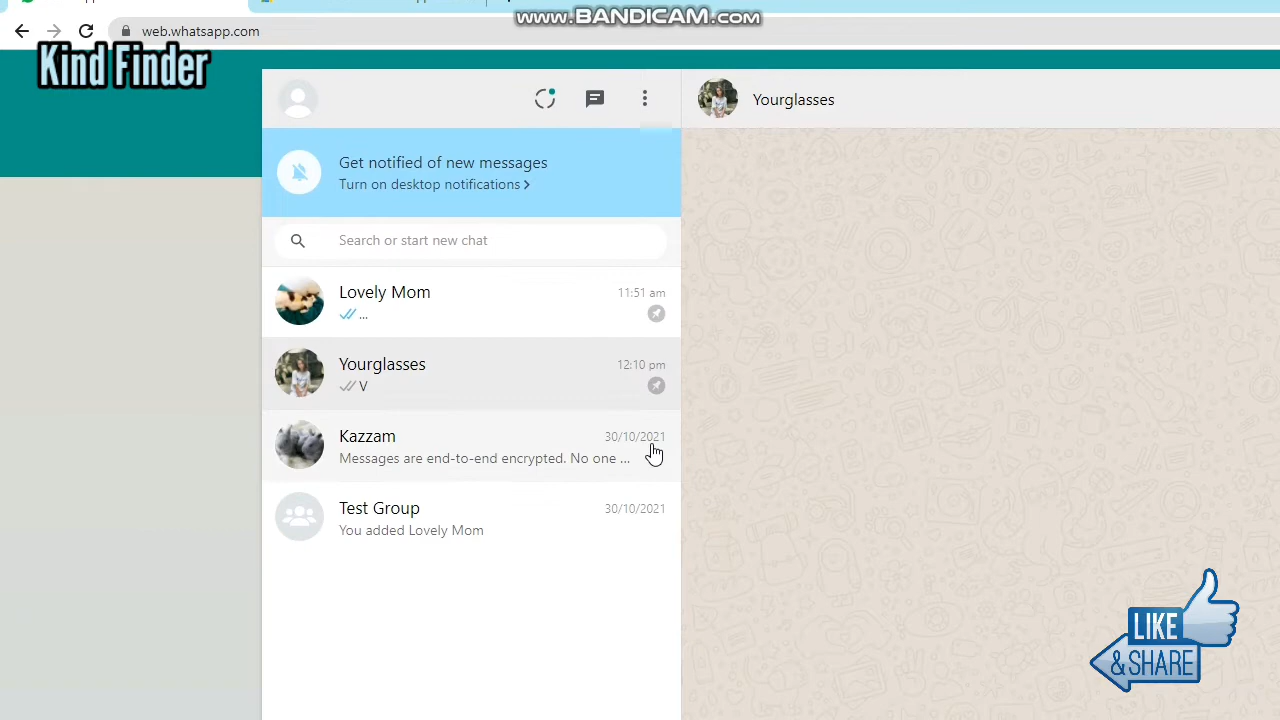 www.BANDICAM.com
web.whatsapp.com
Kind Finder
Yourglasses
Get notified of new messages
Turn on desktop notifications
Search or start new chat
Lovely Mom
11:51 am
...
Yourglasses
12:10 pm
V
Kazzam
30/10/2021
Messages are end-to-end encrypted. No one ...
Test Group
30/10/2021
You added Lovely Mom
LIKE
& SHARE